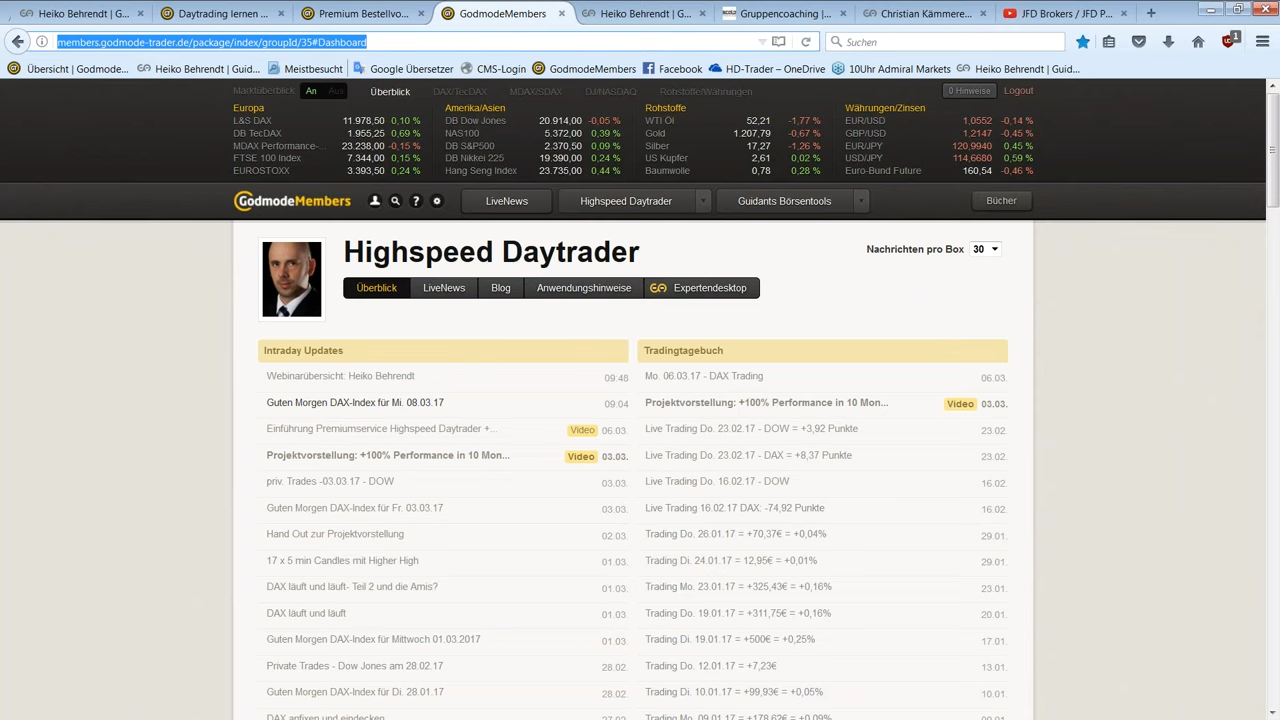 Heiko Behrendt | G...
Daytrading lernen ...
Premium Bestellvo...
GodmodeMembers
Heiko Behrendt | G...
Gruppencoaching |...
Christian Kämmere...
JFD Brokers / JFD P...
members.godmode-trader.de/package/index/groupId/35#Dashboard
Suchen
Übersicht | Godmode...
Heiko Behrendt | Guid...
Meistbesucht
Google Übersetzer
CMS-Login
GodmodeMembers
Facebook
HD-Trader – OneDrive
10Uhr Admiral Markets
Heiko Behrendt | Guid...
Marktüberblick An Aus Überblick DAX/TecDAX MDAX/SDAX DJ/NASDAQ Rohstoffe/Währungen 0 Hinweise Logout
Europa Amerika/Asien Rohstoffe Währungen/Zinsen
L&S DAX 11.978,50 0,10 % DB Dow Jones 20.914,00 -0,05 % WTI Öl 52,21 -1,77 % EUR/USD 1,0552 -0,14 %
DB TecDAX 1.955,25 0,69 % NAS100 5.372,00 0,39 % Gold 1.207,79 -0,67 % GBP/USD 1,2147 -0,45 %
MDAX Performance-... 23.238,00 -0,15 % DB S&P500 2.370,50 0,09 % Silber 17,27 -1,26 % EUR/JPY 120,9940 0,45 %
FTSE 100 Index 7.344,00 0,15 % DB Nikkei 225 19.390,00 0,24 % US Kupfer 2,61 0,02 % USD/JPY 114,6680 0,59 %
EUROSTOXX 3.393,50 0,24 % Hang Seng Index 23.735,00 0,44 % Baumwolle 0,78 0,28 % Euro-Bund Future 160,54 -0,46 %
GodmodeMembers LiveNews Highspeed Daytrader Guidants Börsentools Bücher
Highspeed Daytrader
Nachrichten pro Box 30
Überblick LiveNews Blog Anwendungshinweise Expertendesktop
Intraday Updates
Webinarübersicht: Heiko Behrendt 09:48
Guten Morgen DAX-Index für Mi. 08.03.17 09:04
Einführung Premiumservice Highspeed Daytrader +... Video 06.03.
Projektvorstellung: +100% Performance in 10 Mon... Video 03.03.
priv. Trades -03.03.17 - DOW 03.03.
Guten Morgen DAX-Index für Fr. 03.03.17 03.03.
Hand Out zur Projektvorstellung 02.03.
17 x 5 min Candles mit Higher High 01.03.
DAX läuft und läuft- Teil 2 und die Amis? 01.03.
DAX läuft und läuft 01.03.
Guten Morgen DAX-Index für Mittwoch 01.03.2017 01.03.
Private Trades - Dow Jones am 28.02.17 28.02.
Guten Morgen DAX-Index für Di. 28.01.17 28.02.
DAX anfixen und eindecken 27.02.
Tradingtagebuch
Mo. 06.03.17 - DAX Trading 06.03.
Projektvorstellung: +100% Performance in 10 Mon... Video 03.03.
Live Trading Do. 23.02.17 - DOW = +3,92 Punkte 23.02.
Live Trading Do. 23.02.17 - DAX = +8,37 Punkte 23.02.
Live Trading Do. 16.02.17 - DOW 16.02.
Live Trading 16.02.17 DAX: -74,92 Punkte 16.02.
Trading Do. 26.01.17 = +70,37€ = +0,04% 29.01.
Trading Di. 24.01.17 = 12,95€ = +0,01% 29.01.
Trading Mo. 23.01.17 = +325,43€ = +0,16% 23.01.
Trading Do. 19.01.17 = +311,75€ = +0,16% 20.01.
Trading Di. 19.01.17 = +500€ = +0,25% 17.01.
Trading Do. 12.01.17 = +7,23€ 13.01.
Trading Di. 10.01.17 = +99,93€ = +0,05% 10.01.
Trading Mo. 09.01.17 = +178,62€ = +0,09% 09.01.